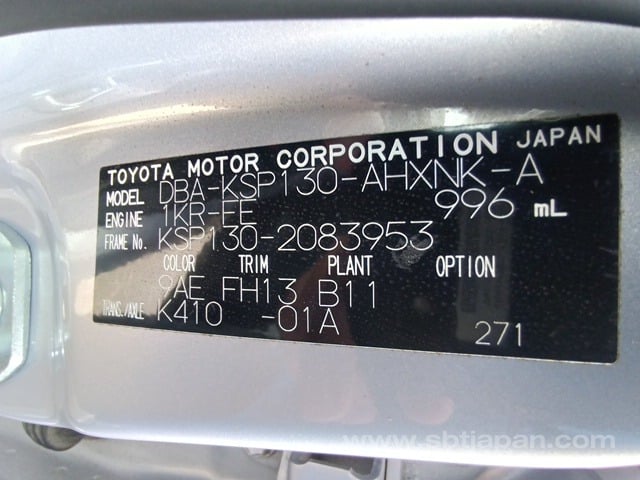 TOYOTA MOTOR CORPORATION JAPAN
MODEL DBA-KSP130-AHXNK-A
ENGINE 1KR-FE 996 mL
FRAME No. KSP130-2083953
COLOR TRIM PLANT OPTION
9AE FH13 B11
TRANS./AXLE K410 -01A
271
www.sbtjapan.com